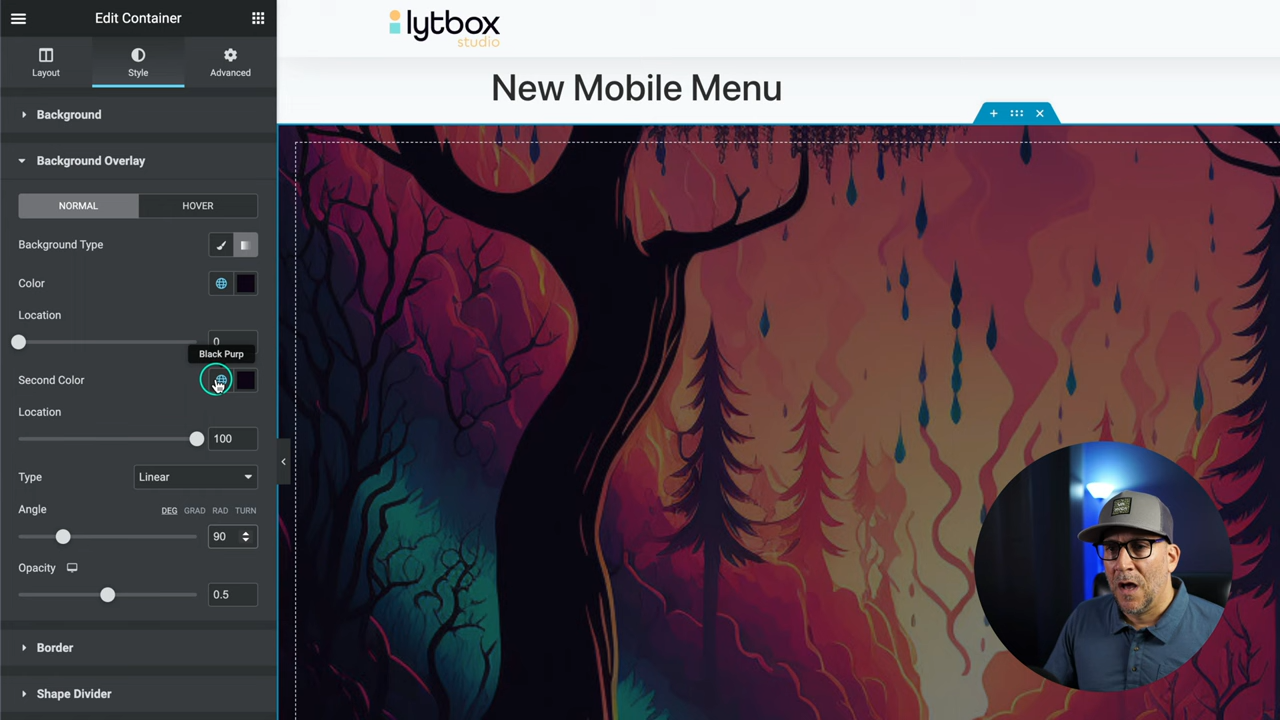 Edit Container
Layout
Style
Advanced
Background
Background Overlay
NORMAL
HOVER
Background Type
Color
Location
0
Black Purp
Second Color
Location
100
Type
Linear
Angle
DEG GRAD RAD TURN
90
Opacity
0.5
Border
Shape Divider
lytbox
studio
New Mobile Menu